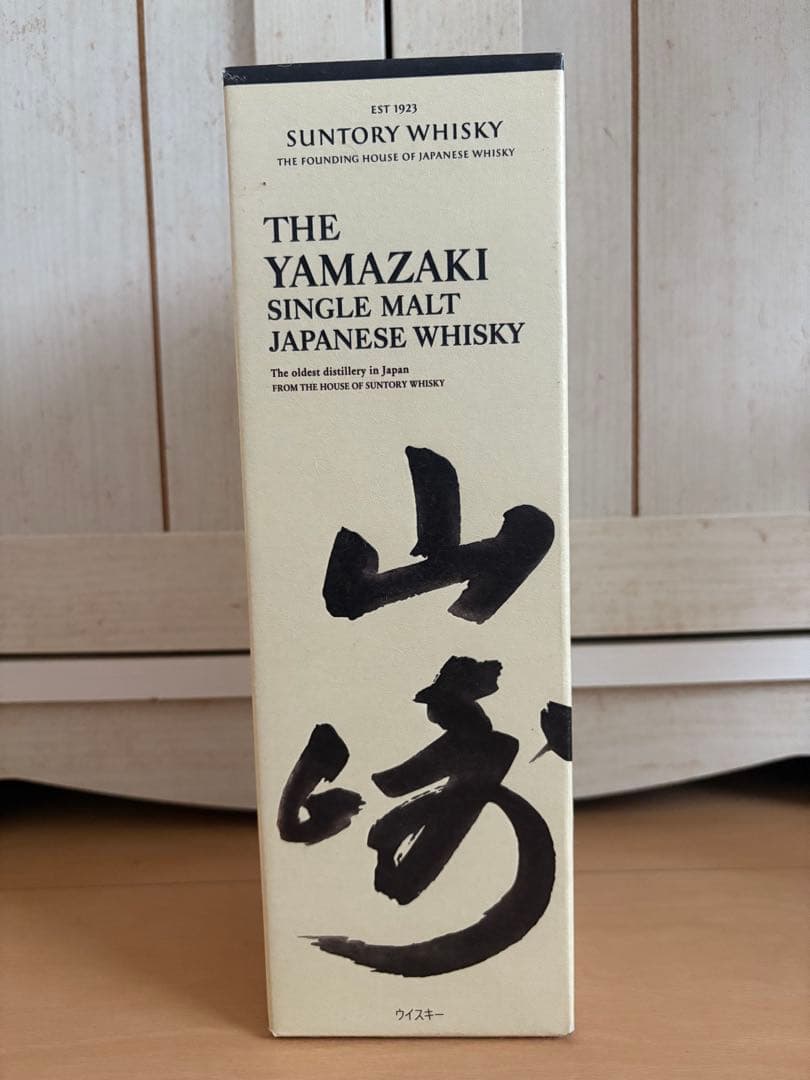 EST 1923
SUNTORY WHISKY
THE FOUNDING HOUSE OF JAPANESE WHISKY
THE
YAMAZAKI
SINGLE MALT
JAPANESE WHISKY
The oldest distillery in Japan
FROM THE HOUSE OF SUNTORY WHISKY
山
崎
ウイスキー